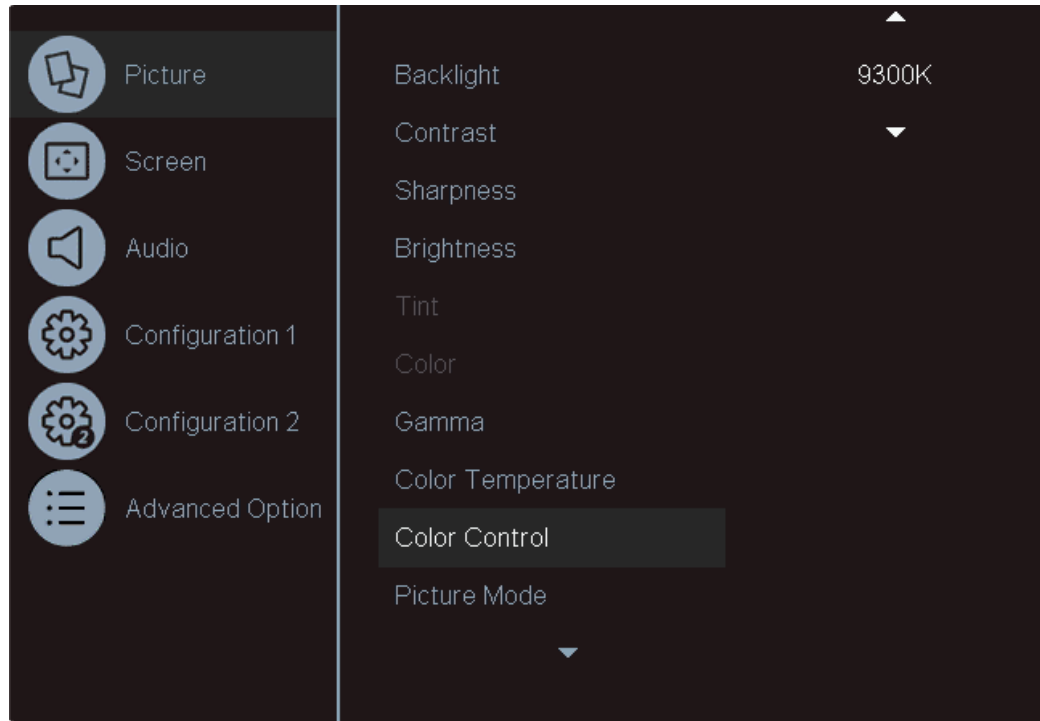 Picture
Screen
Audio
Configuration 1
Configuration 2
2
Advanced Option
Backlight
Contrast
Sharpness
Brightness
Tint
Color
Gamma
Color Temperature
Color Control
Picture Mode
9300K